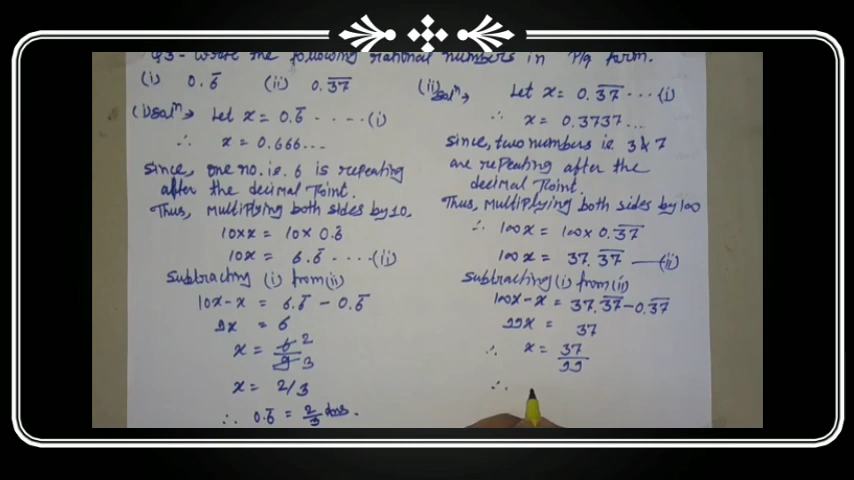 Q3- Write the following rational numbers in P/q form.
(i) 0.6̅ (ii) 0.3̅7̅
(i) Solⁿ→ Let x = 0.6̅ ----- (i)
∴ x = 0.666...
Since, one no. i.e. 6 is repeating
after the decimal Point.
Thus, multiplying both sides by 10,
10×x = 10×0.6̅
10x = 6.6̅ ----- (ii)
Subtracting (i) from (ii)
10x-x = 6.6̅ - 0.6̅
9x = 6
x = 6/9 2 3
x = 2/3
∴ 0.6̅ = 2/3 Ans.
(ii) Solⁿ→ Let x = 0.3̅7̅ ---- (i)
∴ x = 0.3737...
Since, two numbers ie 3 & 7
are repeating after the
decimal Point.
Thus, multiplying both sides by 100
∴ 100x = 100×0.3̅7̅
100x = 37.3̅7̅ —(ii)
Subtracting (i) from (ii)
100x-x = 37.3̅7̅-0.3̅7̅
99x = 37
∴ x = 37/99
∴